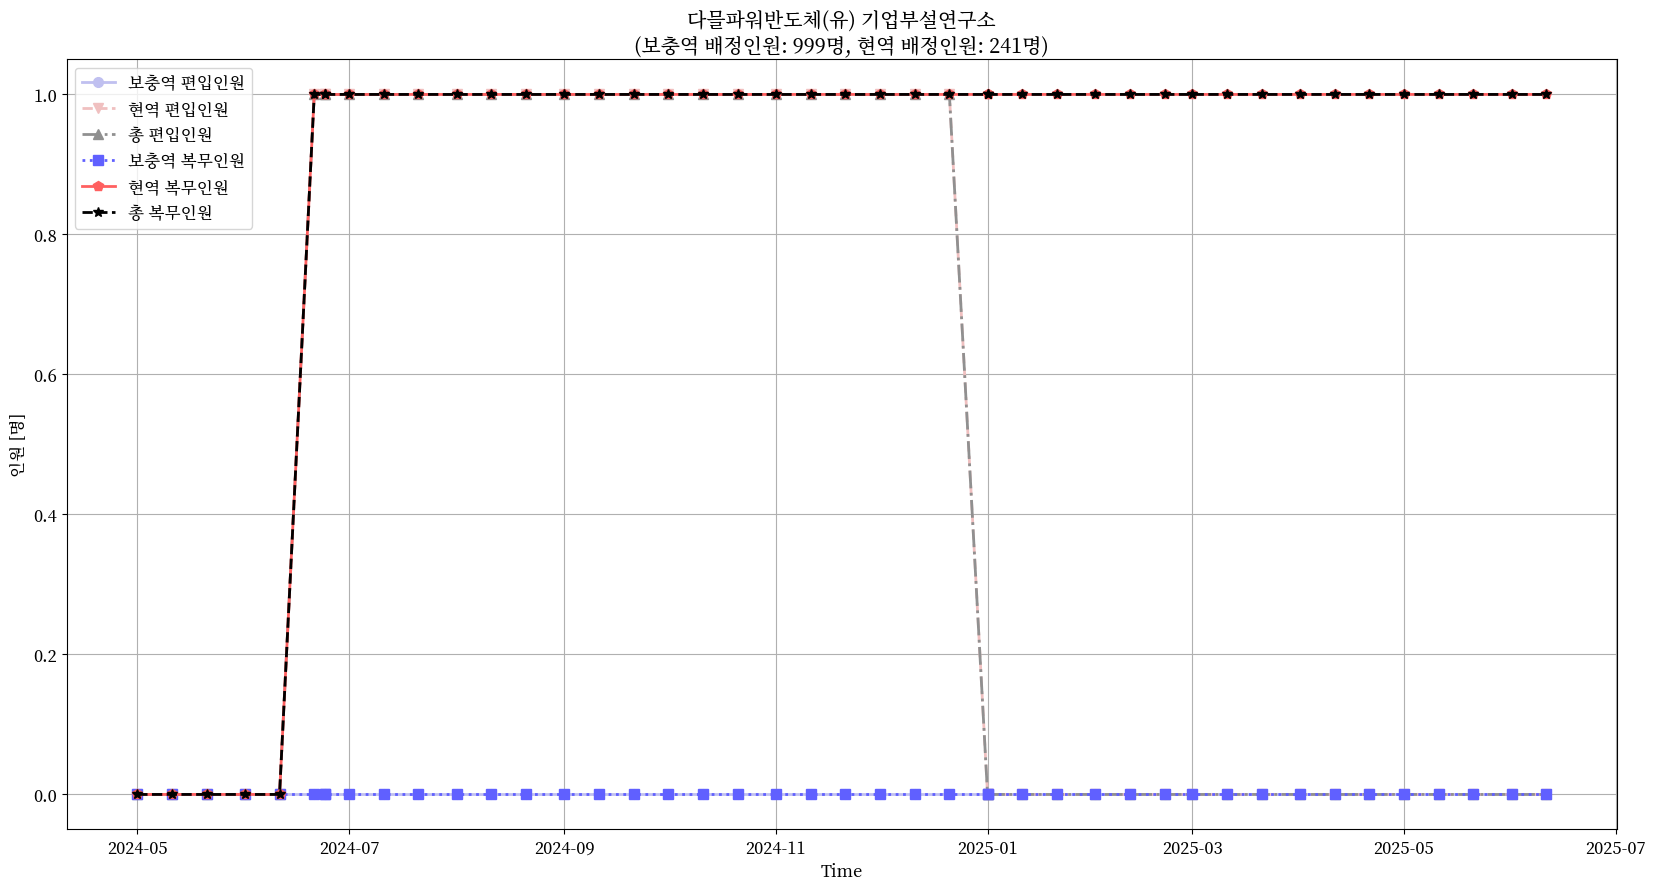 다믈파워반도체(유) 기업부설연구소
(보충역 배정인원: 999명, 현역 배정인원: 241명)
보충역 편입인원
현역 편입인원
총 편입인원
보충역 복무인원
현역 복무인원
총 복무인원
1.0
0.8
0.6
0.4
0.2
0.0
인원 [명]
2024-05
2024-07
2024-09
2024-11
2025-01
2025-03
2025-05
2025-07
Time